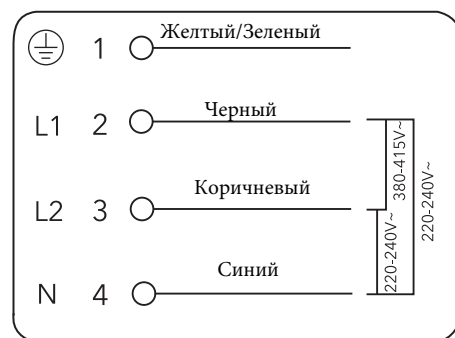 1 Желтый/Зеленый
L1 2 Черный
L2 3 Коричневый
N 4 Синий
380-415V~
220-240V~
220-240V~